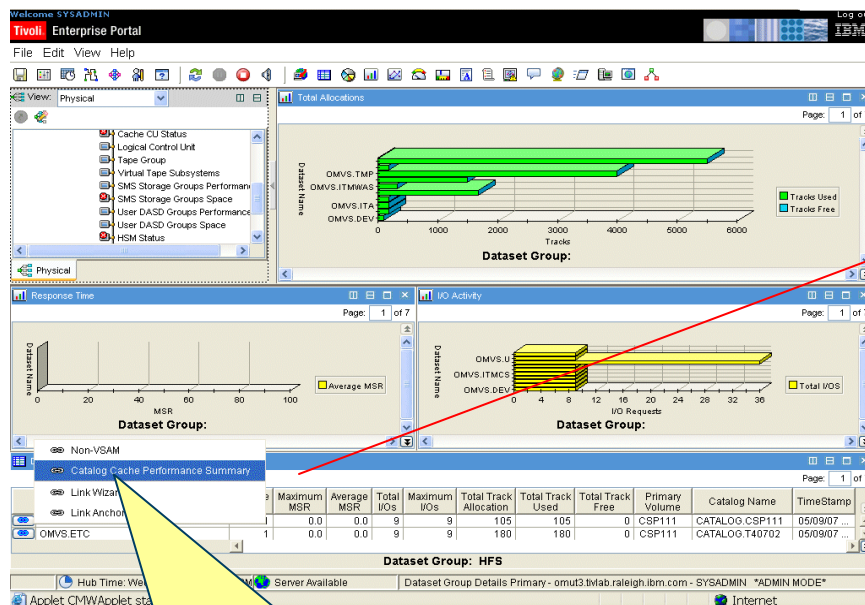 Welcome SYSADMIN
Log
Tivoli. Enterprise Portal
IBM
File Edit View Help
View: Physical
Cache CU Status
Logical Control Unit
Tape Group
Virtual Tape Subsystems
SMS Storage Groups Performan
SMS Storage Groups Space
User DASD Groups Performance
User DASD Groups Space
HSM Status
Physical
Total Allocations
Page: 1 of
Dataset Name
OMVS.TMP
OMVS.ITMWAS
OMVS.ITA
OMVS.DEV
0 1000 2000 3000 4000 5000 6000
Tracks
Dataset Group:
Tracks Used
Tracks Free
Response Time
Page: 1 of 7
Dataset Name
0 20 40 60 80 100
MSR
Dataset Group:
Average MSR
I/O Activity
Page: 1 of
Dataset Name
OMVS.U
OMVS.ITMCS
OMVS.DEV
0 4 8 12 16 20 24 28 32 36
I/O Requests
Dataset Group:
Total I/OS
Non-VSAM
Catalog Cache Performance Summary
Link Wizar
Link Anchor
Page: 1 of
Maximum MSR Average MSR Total I/Os Maximum I/Os Total Track Allocation Total Track Used Total Track Free Primary Volume Catalog Name TimeStamp
1 0.0 0.0 9 9 105 105 0 CSP111 CATALOG.CSP111 05/09/07 ...
OMVS.ETC 1 0.0 0.0 9 9 180 180 0 CSP111 CATALOG.T40702 05/09/07 ...
Dataset Group: HFS
Hub Time: We
Server Available
Dataset Group Details Primary - omut3.tivlab.raleigh.ibm.com - SYSADMIN *ADMIN MODE*
Applet CMWApplet sta
Internet